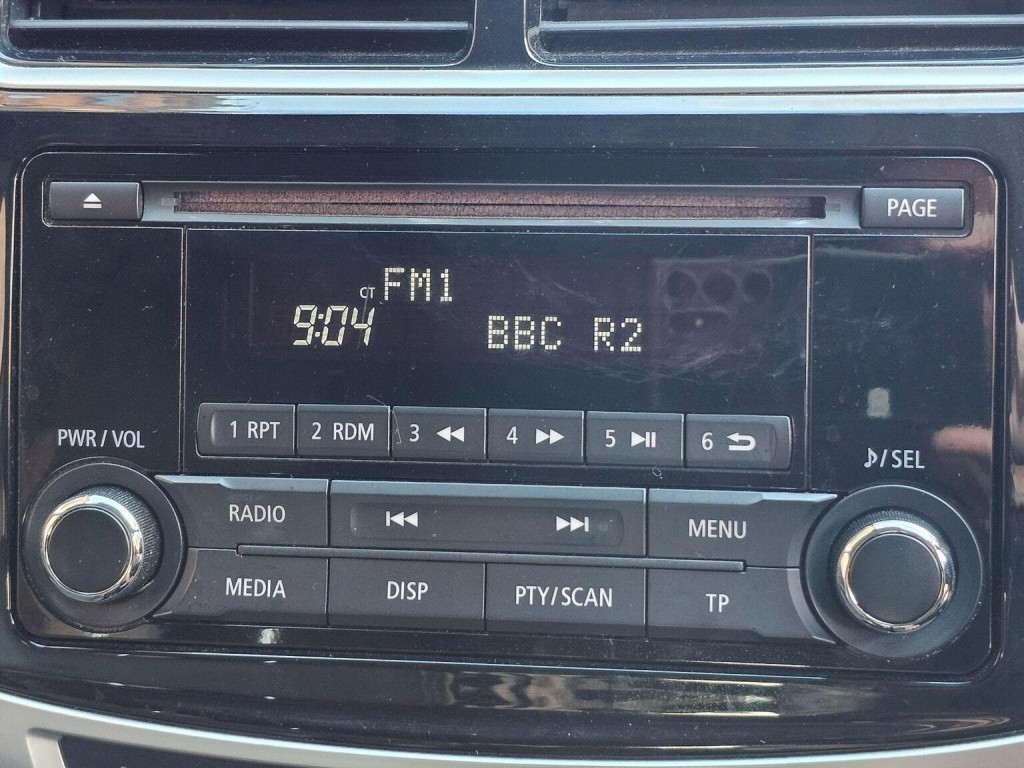 PAGE
CT FM1
9:04 BBC R2
1 RPT 2 RDM 3 4 5 6
PWR / VOL
/ SEL
RADIO
MENU
MEDIA DISP PTY/SCAN TP